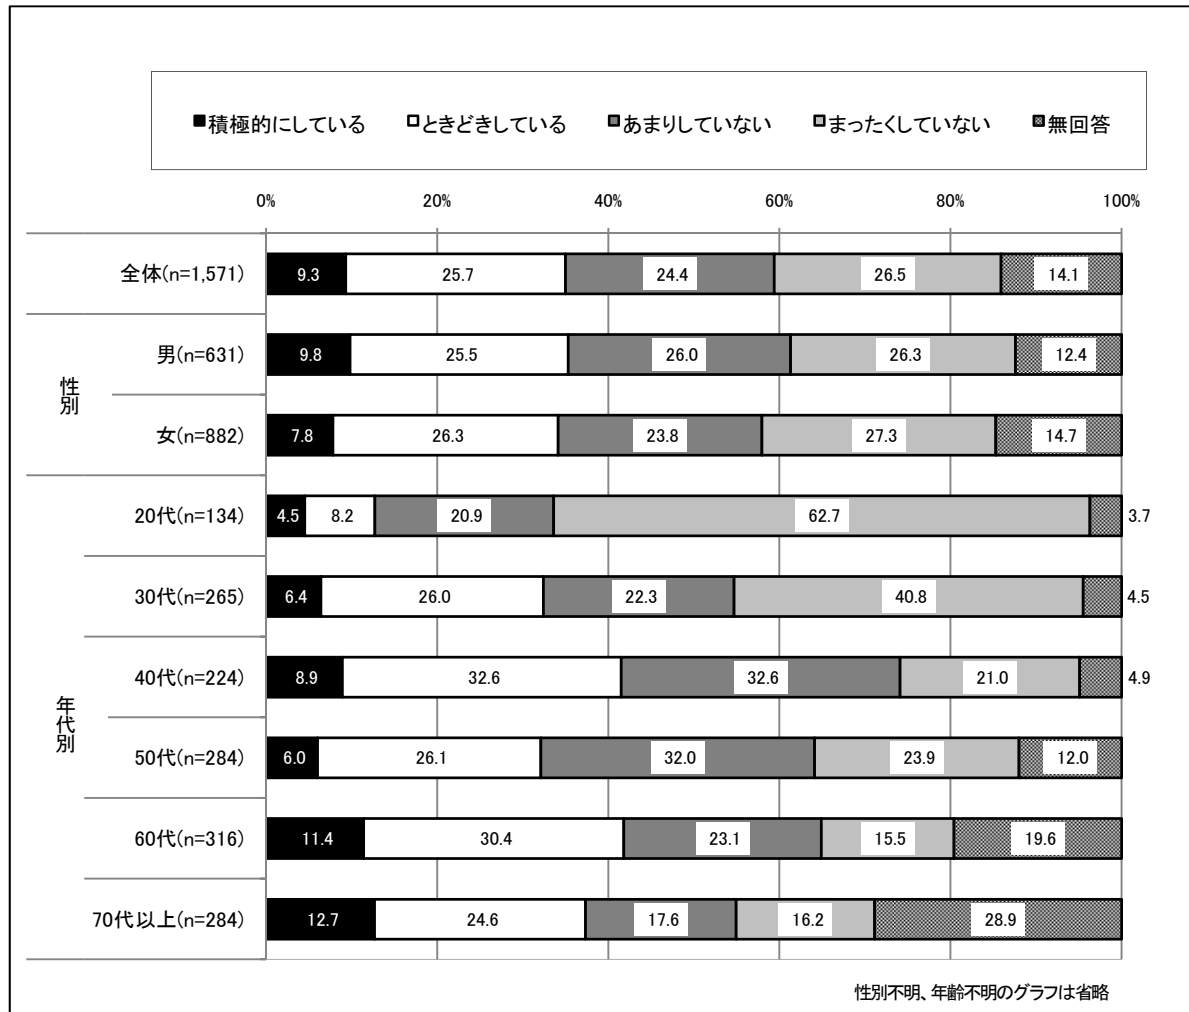 ■積極的にしている □ときどきしている ■あまりしていない ■まったくしていない ■無回答
0% 20% 40% 60% 80% 100%
全体(n=1,571) 9.3 25.7 24.4 26.5 14.1
性別
男(n=631) 9.8 25.5 26.0 26.3 12.4
女(n=882) 7.8 26.3 23.8 27.3 14.7
年代別
20代(n=134) 4.5 8.2 20.9 62.7 3.7
30代(n=265) 6.4 26.0 22.3 40.8 4.5
40代(n=224) 8.9 32.6 32.6 21.0 4.9
50代(n=284) 6.0 26.1 32.0 23.9 12.0
60代(n=316) 11.4 30.4 23.1 15.5 19.6
70代以上(n=284) 12.7 24.6 17.6 16.2 28.9
性別不明、年齢不明のグラフは省略